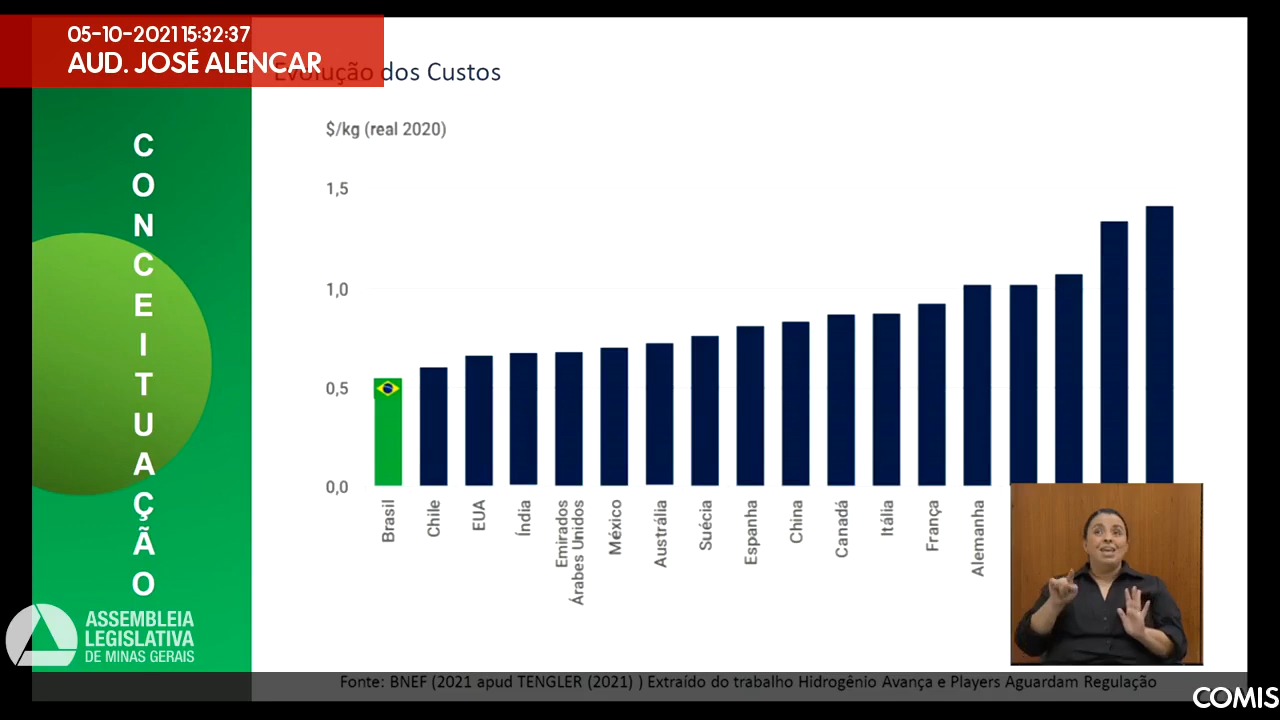 05-10-2021 15:32:37
AUD. JOSÉ ALENCAR
Evolução dos Custos
CONCEITUAÇÃO
$/kg (real 2020)
1,5
1,0
0,5
0,0
Brasil
Chile
EUA
Índia
Emirados
Árabes Unidos
México
Austrália
Suécia
Espanha
China
Canadá
Itália
França
Alemanha
ASSEMBLEIA
LEGISLATIVA
DE MINAS GERAIS
Fonte: BNEF (2021 apud TENGLER (2021) ) Extraído do trabalho Hidrogênio Avança e Players Aguardam Regulação
COMIS